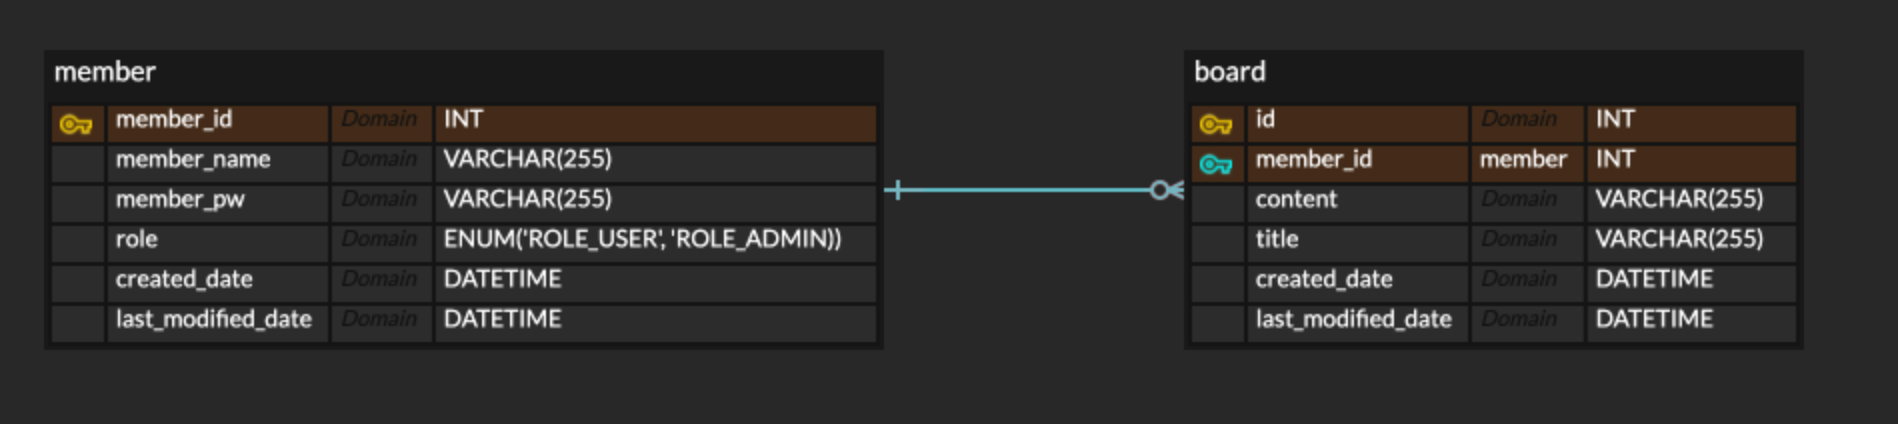 member
member_id Domain INT
member_name Domain VARCHAR(255)
member_pw Domain VARCHAR(255)
role Domain ENUM('ROLE_USER', 'ROLE_ADMIN))
created_date Domain DATETIME
last_modified_date Domain DATETIME
board
id Domain INT
member_id member INT
content Domain VARCHAR(255)
title Domain VARCHAR(255)
created_date Domain DATETIME
last_modified_date Domain DATETIME